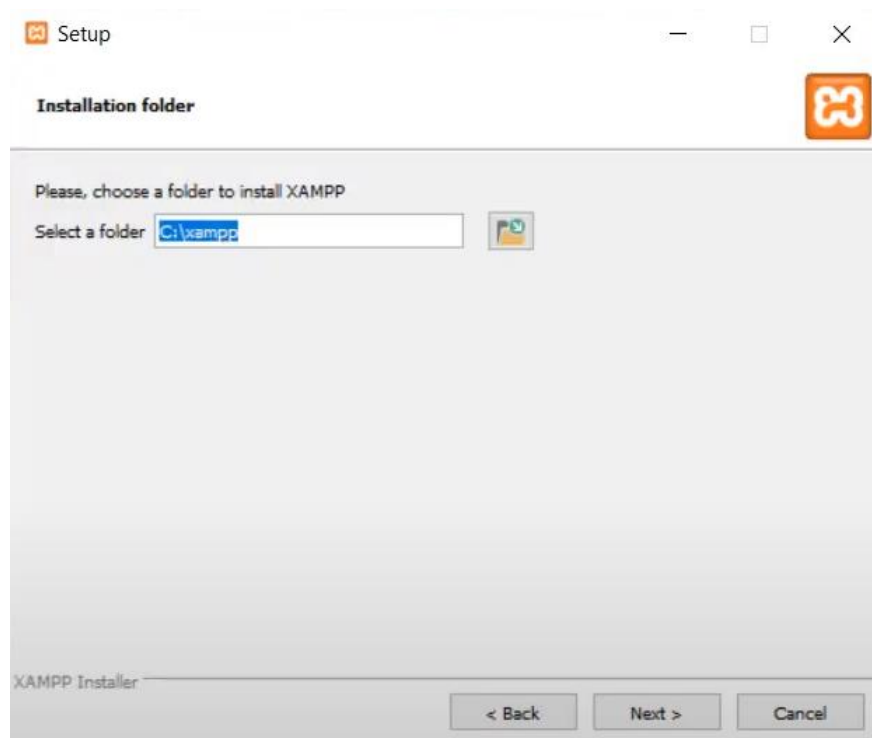 Setup
Installation folder
Please, choose a folder to install XAMPP
Select a folder C:\xampp
XAMPP Installer
< Back Next > Cancel